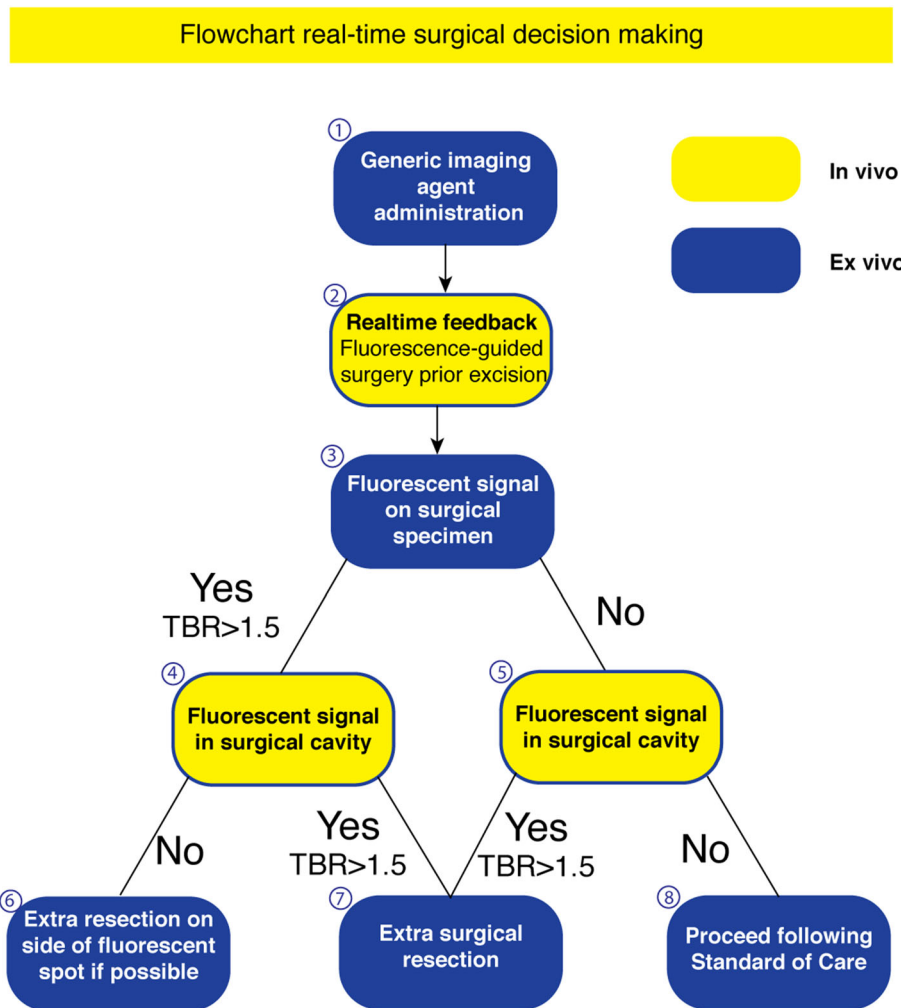 Flowchart real-time surgical decision making
①
Generic imaging
agent
administration
In vivo
Ex vivo
②
Realtime feedback
Fluorescence-guided
surgery prior excision
③
Fluorescent signal
on surgical
specimen
Yes
TBR>1.5
No
④
Fluorescent signal
in surgical cavity
⑤
Fluorescent signal
in surgical cavity
No
Yes
TBR>1.5
Yes
TBR>1.5
No
⑥
Extra resection on
side of fluorescent
spot if possible
⑦
Extra surgical
resection
⑧
Proceed following
Standard of Care